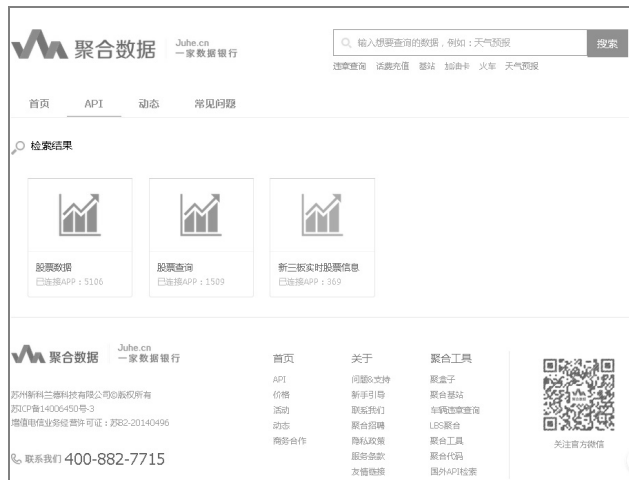 聚合数据
Juhe.cn
一家数据银行
输入想要查询的数据，例如：天气预报
搜索
违章查询 话费充值 基站 加油卡 火车 天气预报
首页 API 动态 常见问题
检索结果
股票数据
已连接APP：5106
股票查询
已连接APP：1509
新三板实时股票信息
已连接APP：369
聚合数据
Juhe.cn
一家数据银行
苏州新科兰德科技有限公司©版权所有
苏ICP备14006450号-3
增值电信业务经营许可证：苏B2-20140496
联系我们 400-882-7715
首页
API
价格
活动
动态
商务合作
关于
问题&支持
新手引导
联系我们
聚合招聘
隐私政策
服务条款
友情链接
聚合工具
聚盒子
聚合基站
车辆违章查询
LBS聚合
聚合工具
聚合代码
国外API检索
关注官方微信